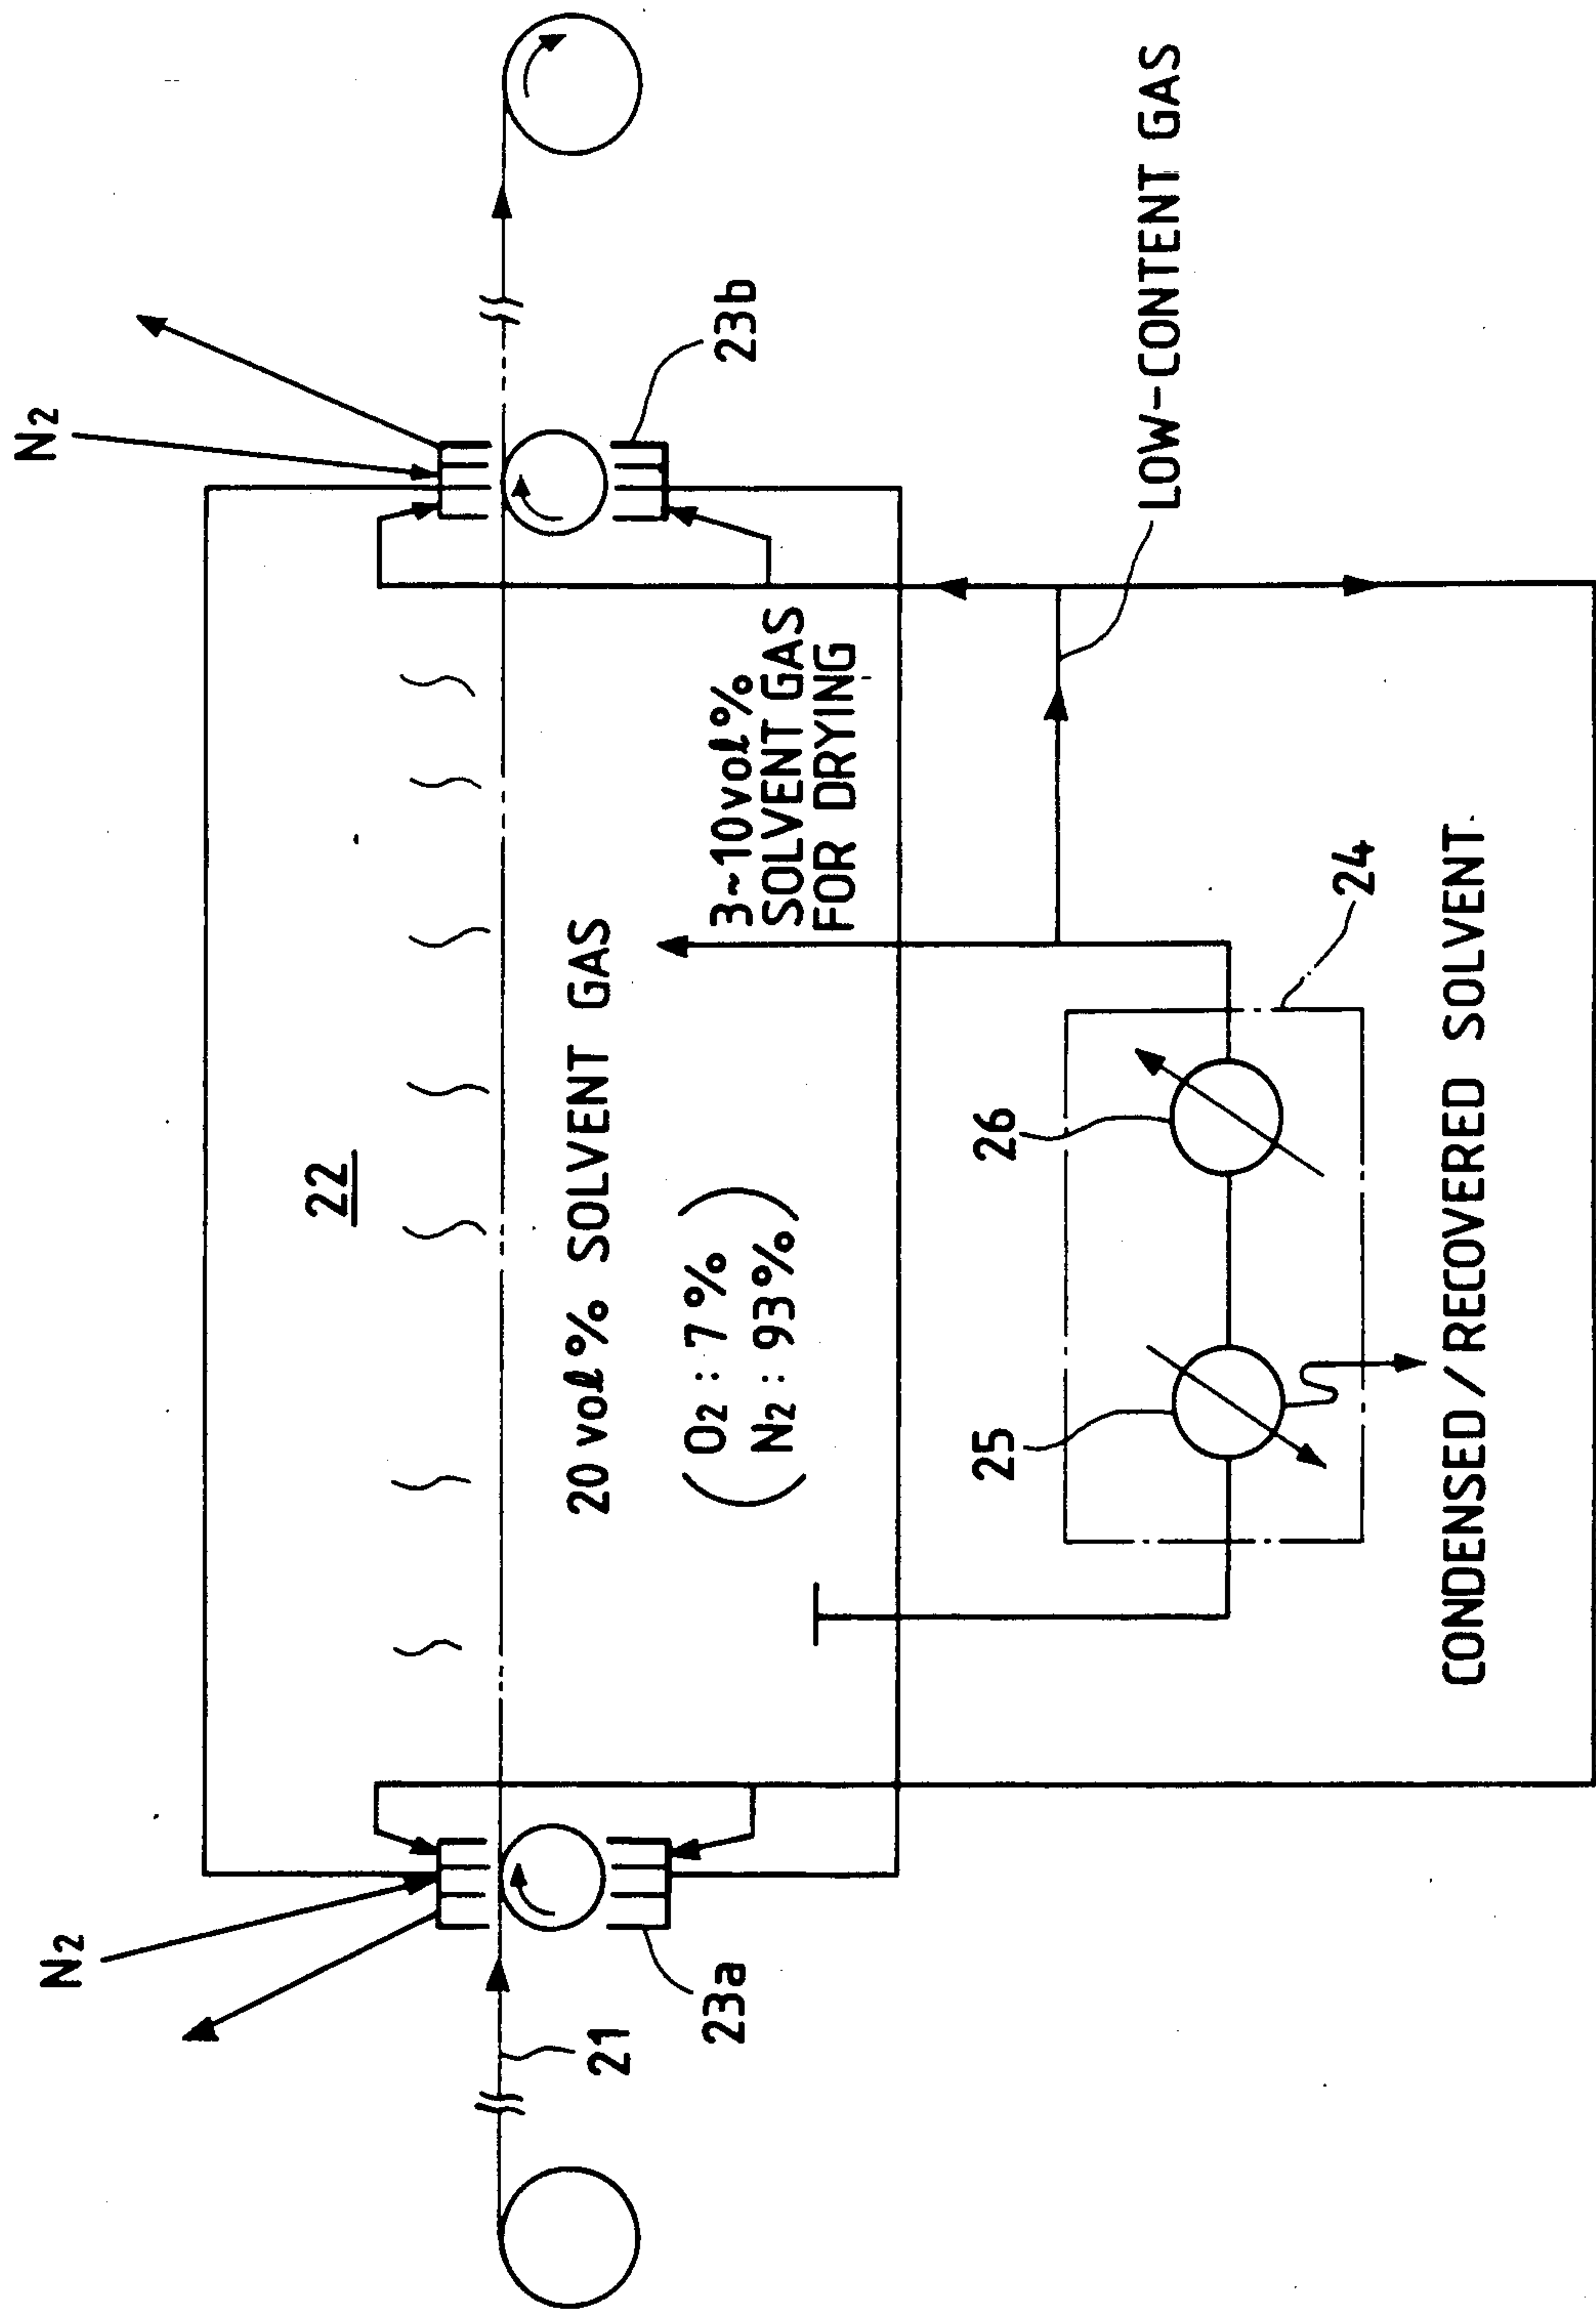 N2
N2
22
20 vol% SOLVENT GAS
(O2 : 7%
N2 : 93%)
3~10vol%
SOLVENT GAS
FOR DRYING
21
23a
23b
25
26
24
LOW-CONTENT GAS
CONDENSED/RECOVERED SOLVENT